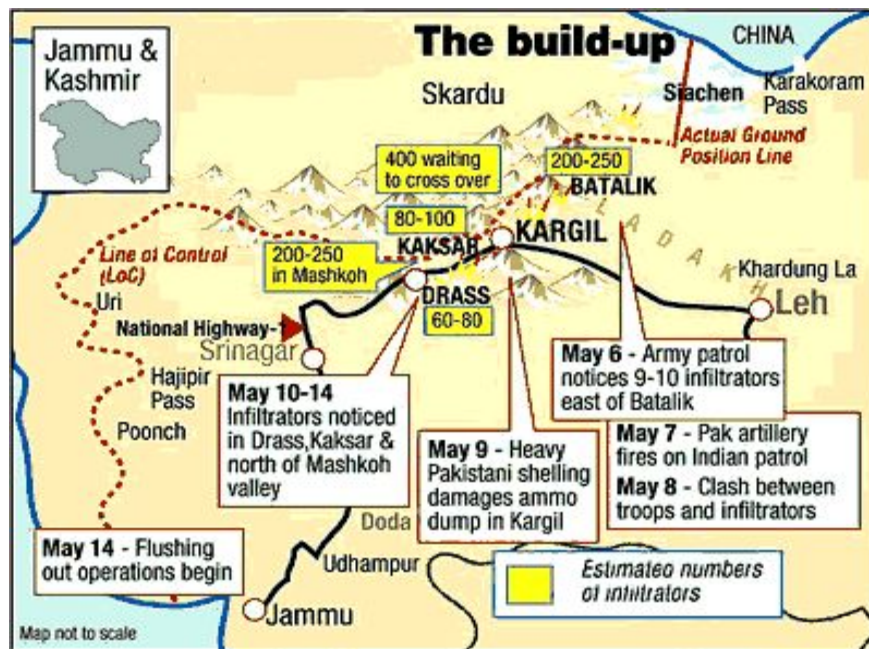 The build-up
Jammu &
Kashmir
CHINA
Karakoram
Pass
Siachen
Skardu
Actual Ground
Position Line
400 waiting
to cross over
200-250
BATALIK
80-100
KAKSAR
KARGIL
LADAKH
Line of Control
(LoC)
200-250
in Mashkoh
DRASS
60-80
Khardung La
Leh
Uri
National Highway-1
Srinagar
Hajipir
Pass
Poonch
May 10-14
Infiltrators noticed
in Drass,Kaksar &
north of Mashkoh
valley
May 9 - Heavy
Pakistani shelling
damages ammo
dump in Kargil
May 6 - Army patrol
notices 9-10 infiltrators
east of Batalik
May 7 - Pak artillery
fires on Indian patrol
May 8 - Clash between
troops and infiltrators
Doda
May 14 - Flushing
out operations begin
Udhampur
Jammu
Estimated numbers
of infiltrators
Map not to scale